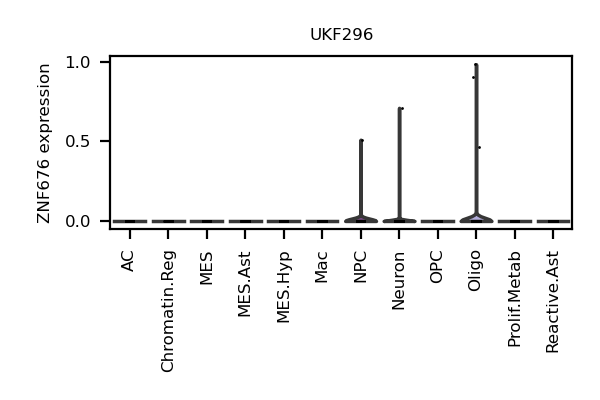 UKF296
ZNF676 expression
1.0
0.5
0.0
AC
Chromatin.Reg
MES
MES.Ast
MES.Hyp
Mac
NPC
Neuron
OPC
Oligo
Prolif.Metab
Reactive.Ast